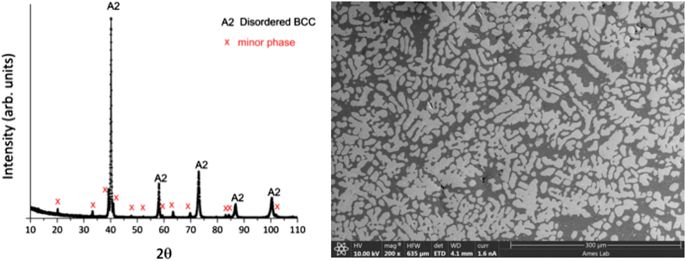 A2
A2 Disordered BCC
x minor phase
Intensity (arb. units)
x
x
x
x
x
x
A2
x
x
x
A2
x x
A2
A2
x
10 20 30 40 50 60 70 80 90 100 110
2θ
HV mag HFW det WD curr
10.00 kV 200 x 635 µm ETD 4.1 mm 1.6 nA
300 µm
Ames Lab